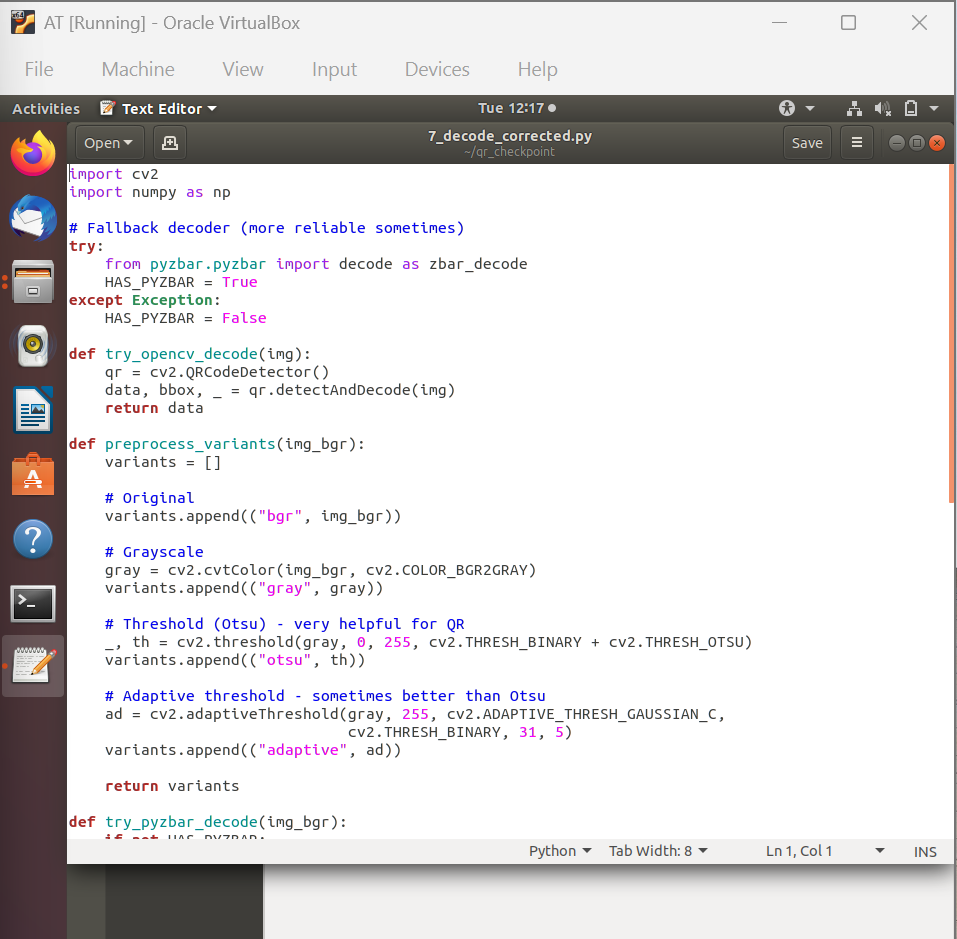 AT [Running] - Oracle VirtualBox
File Machine View Input Devices Help
Activities Text Editor Tue 12:17
Open 7_decode_corrected.py Save
~/qr_checkpoint
import cv2
import numpy as np

# Fallback decoder (more reliable sometimes)
try:
    from pyzbar.pyzbar import decode as zbar_decode
    HAS_PYZBAR = True
except Exception:
    HAS_PYZBAR = False

def try_opencv_decode(img):
    qr = cv2.QRCodeDetector()
    data, bbox, _ = qr.detectAndDecode(img)
    return data

def preprocess_variants(img_bgr):
    variants = []

    # Original
    variants.append(("bgr", img_bgr))

    # Grayscale
    gray = cv2.cvtColor(img_bgr, cv2.COLOR_BGR2GRAY)
    variants.append(("gray", gray))

    # Threshold (Otsu) - very helpful for QR
    _, th = cv2.threshold(gray, 0, 255, cv2.THRESH_BINARY + cv2.THRESH_OTSU)
    variants.append(("otsu", th))

    # Adaptive threshold - sometimes better than Otsu
    ad = cv2.adaptiveThreshold(gray, 255, cv2.ADAPTIVE_THRESH_GAUSSIAN_C,
                               cv2.THRESH_BINARY, 31, 5)
    variants.append(("adaptive", ad))

    return variants

def try_pyzbar_decode(img_bgr):
    if not HAS_PYZBAR:
Python Tab Width: 8 Ln 1, Col 1 INS